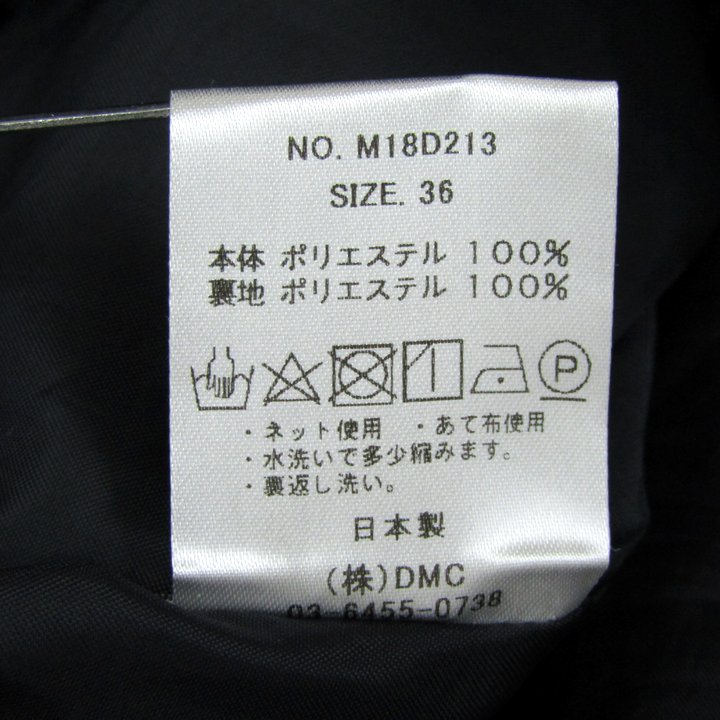 NO. M18D213
SIZE. 36
本体 ポリエステル 100%
裏地 ポリエステル 100%
P
・ネット使用 ・あて布使用
・水洗いで多少縮みます。
・裏返し洗い。
日本製
(株)DMC
03-6455-0738